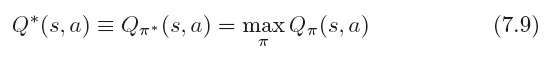 Q*(s, a) ≡ Q_{π*}(s, a) = max_π Q_π(s, a) (7.9)